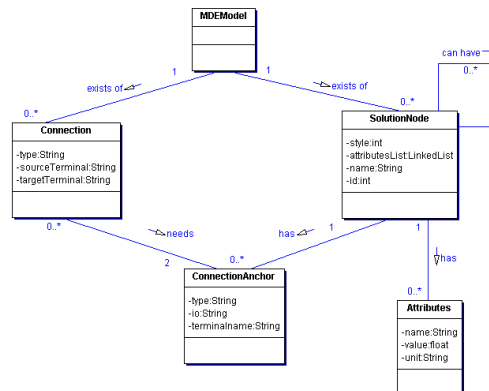 MDEModel
can have
0..*
1
1
exists of
exists of
0..*
0..*
Connection
-type:String
-sourceTerminal:String
-targetTerminal:String
SolutionNode
-style:int
-attributesList:LinkedList
-name:String
-id:int
0..*
needs
has
1
1
2
0..*
has
ConnectionAnchor
-type:String
-io:String
-terminalname:String
0..*
Attributes
-name:String
-value:float
-unit:String